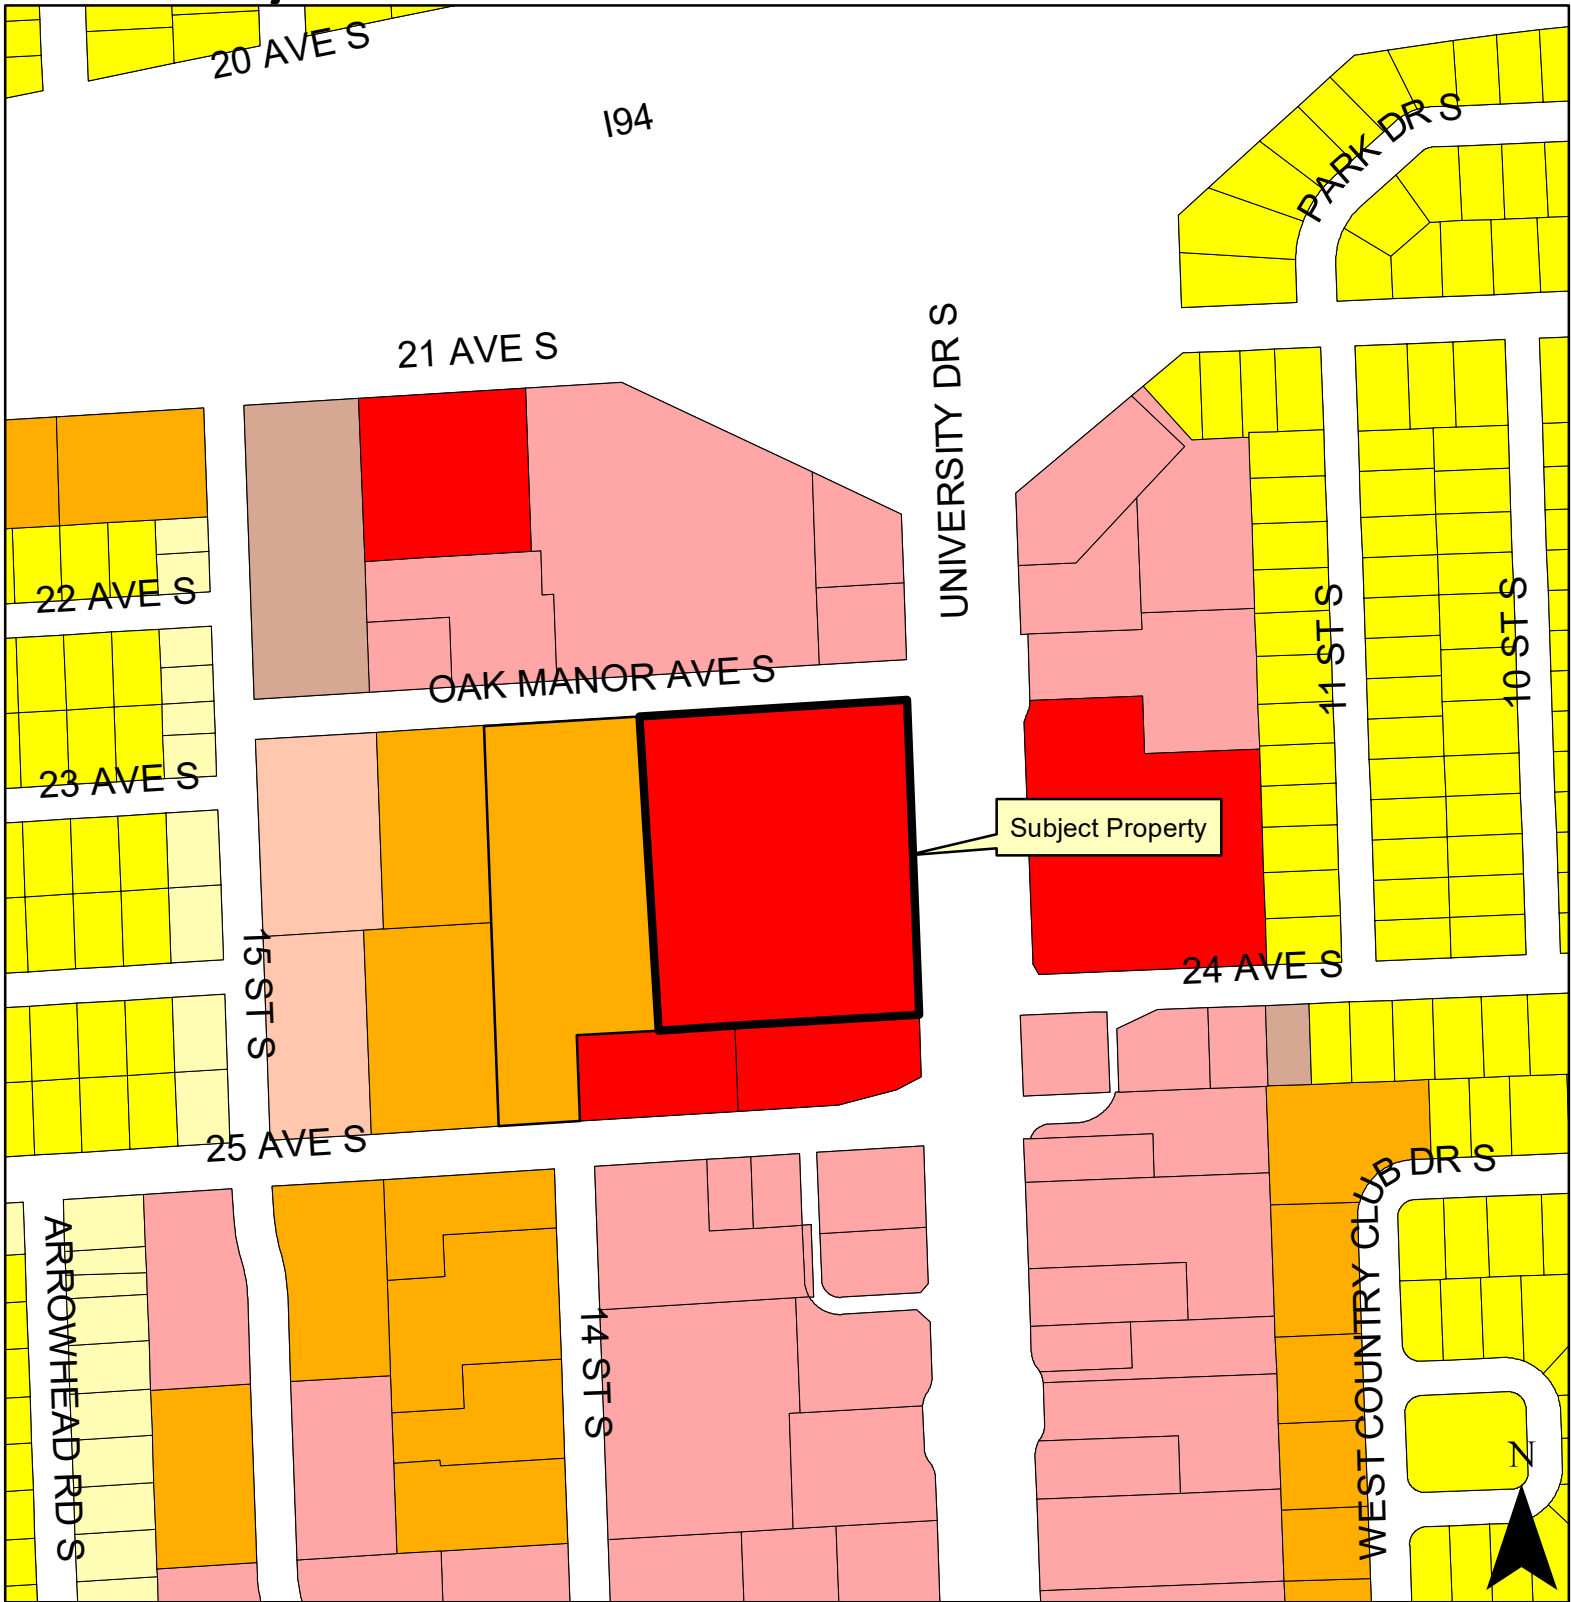 20 AVE S
I94
PARK DR S
21 AVE S
UNIVERSITY DR S
22 AVE S
11 ST S
10 ST S
OAK MANOR AVE S
23 AVE S
Subject Property
15 ST S
24 AVE S
25 AVE S
WEST COUNTRY CLUB DR S
ARROWHEAD RD S
14 ST S
N